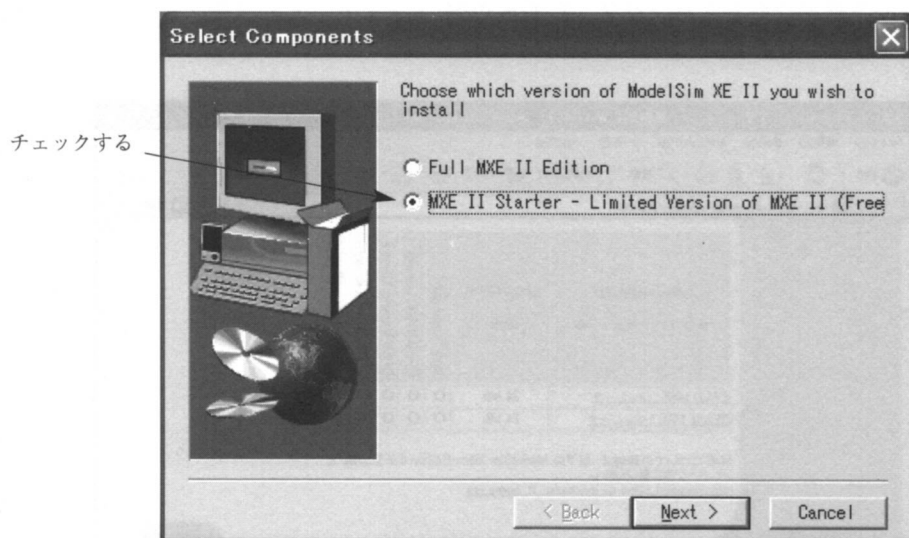 Select Components
Choose which version of ModelSim XE II you wish to
install
チェックする
Full MXE II Edition
MXE II Starter - Limited Version of MXE II (Free
< Back
Next >
Cancel